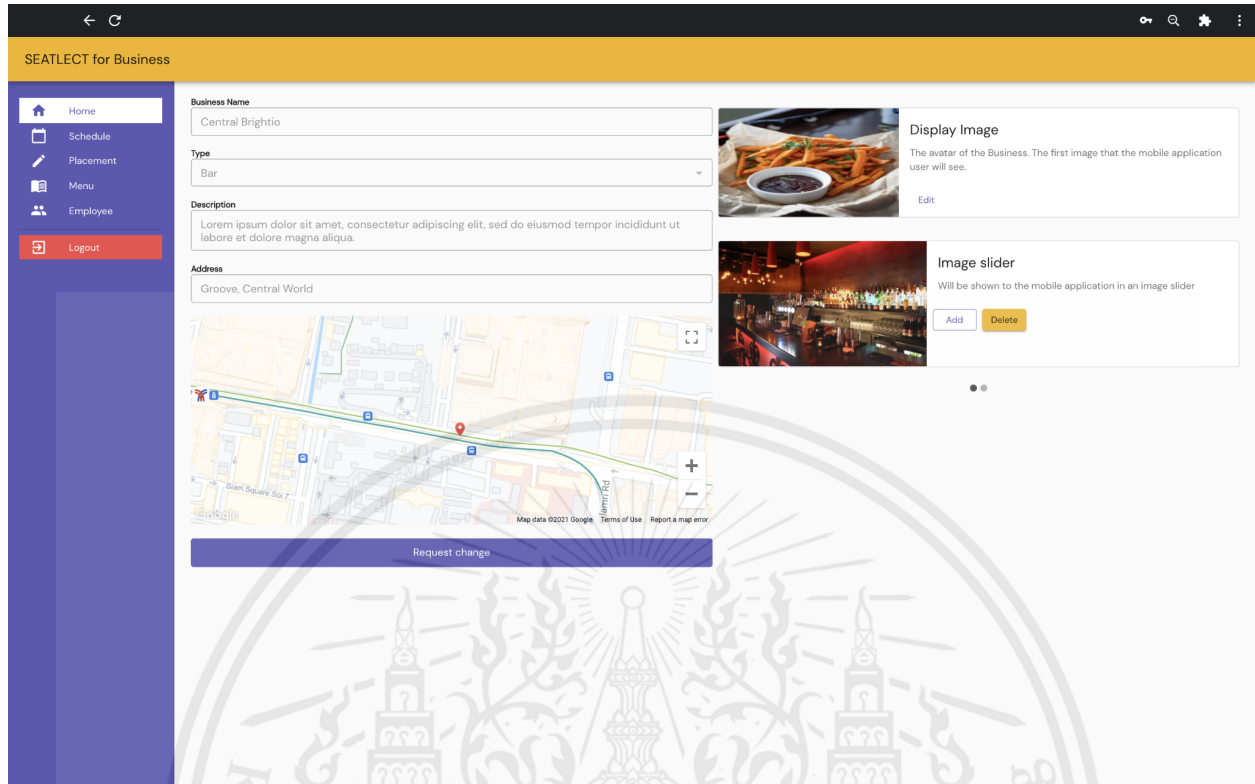 SEATLECT for Business
Home
Schedule
Placement
Menu
Employee
Logout
Business Name
Central Brightio
Type
Bar
Description
Lorem ipsum dolor sit amet, consectetur adipiscing elit, sed do eiusmod tempor incididunt ut
labore et dolore magna aliqua.
Address
Groove, Central World
Siam Square Soi 7
Google
Map data ©2021 Google
Terms of Use
Report a map error
Request change
Display Image
The avatar of the Business. The first image that the mobile application
user will see.
Edit
Image slider
Will be shown to the mobile application in an image slider
Add
Delete